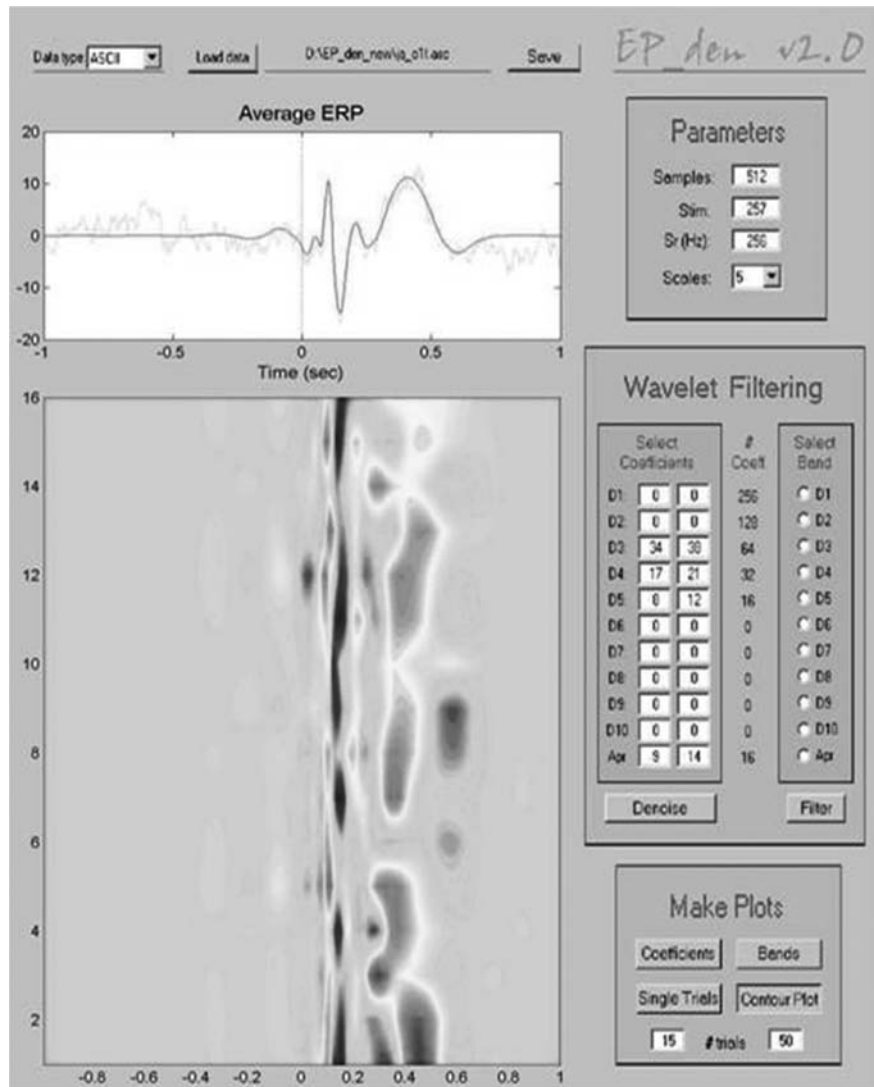 Data type ASCII Load data D:\EP_den_new\ja_o1t.asc Save
EP_den v2.0
Average ERP
20
10
0
-10
-20
-1 -0.5 0 0.5 1
Time (sec)
16
14
12
10
8
6
4
2
-0.8 -0.6 -0.4 -0.2 0 0.2 0.4 0.6 0.8
Parameters
Samples: 512
Stim: 257
Sr (Hz): 256
Scales: 5
Wavelet Filtering
Select Coefficients # Coeff. Select Band
D1: 0 0 256 D1
D2: 0 0 128 D2
D3: 34 38 64 D3
D4: 17 21 32 D4
D5: 8 12 16 D5
D6: 0 0 0 D6
D7: 0 0 0 D7
D8: 0 0 0 D8
D9: 0 0 0 D9
D10 0 0 0 D10
Apr 9 14 16 Apr
Denoise Filter
Make Plots
Coefficients Bands
Single Trials Contour Plot
15 # trials 50